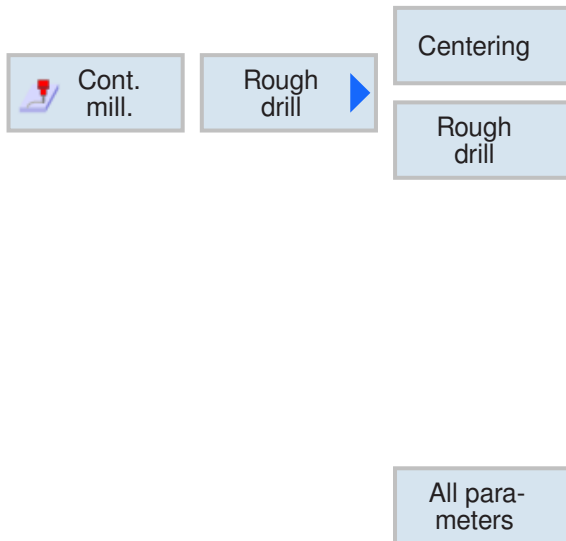 Cont.
mill.
Rough
drill
Centering
Rough
drill
All para-
meters